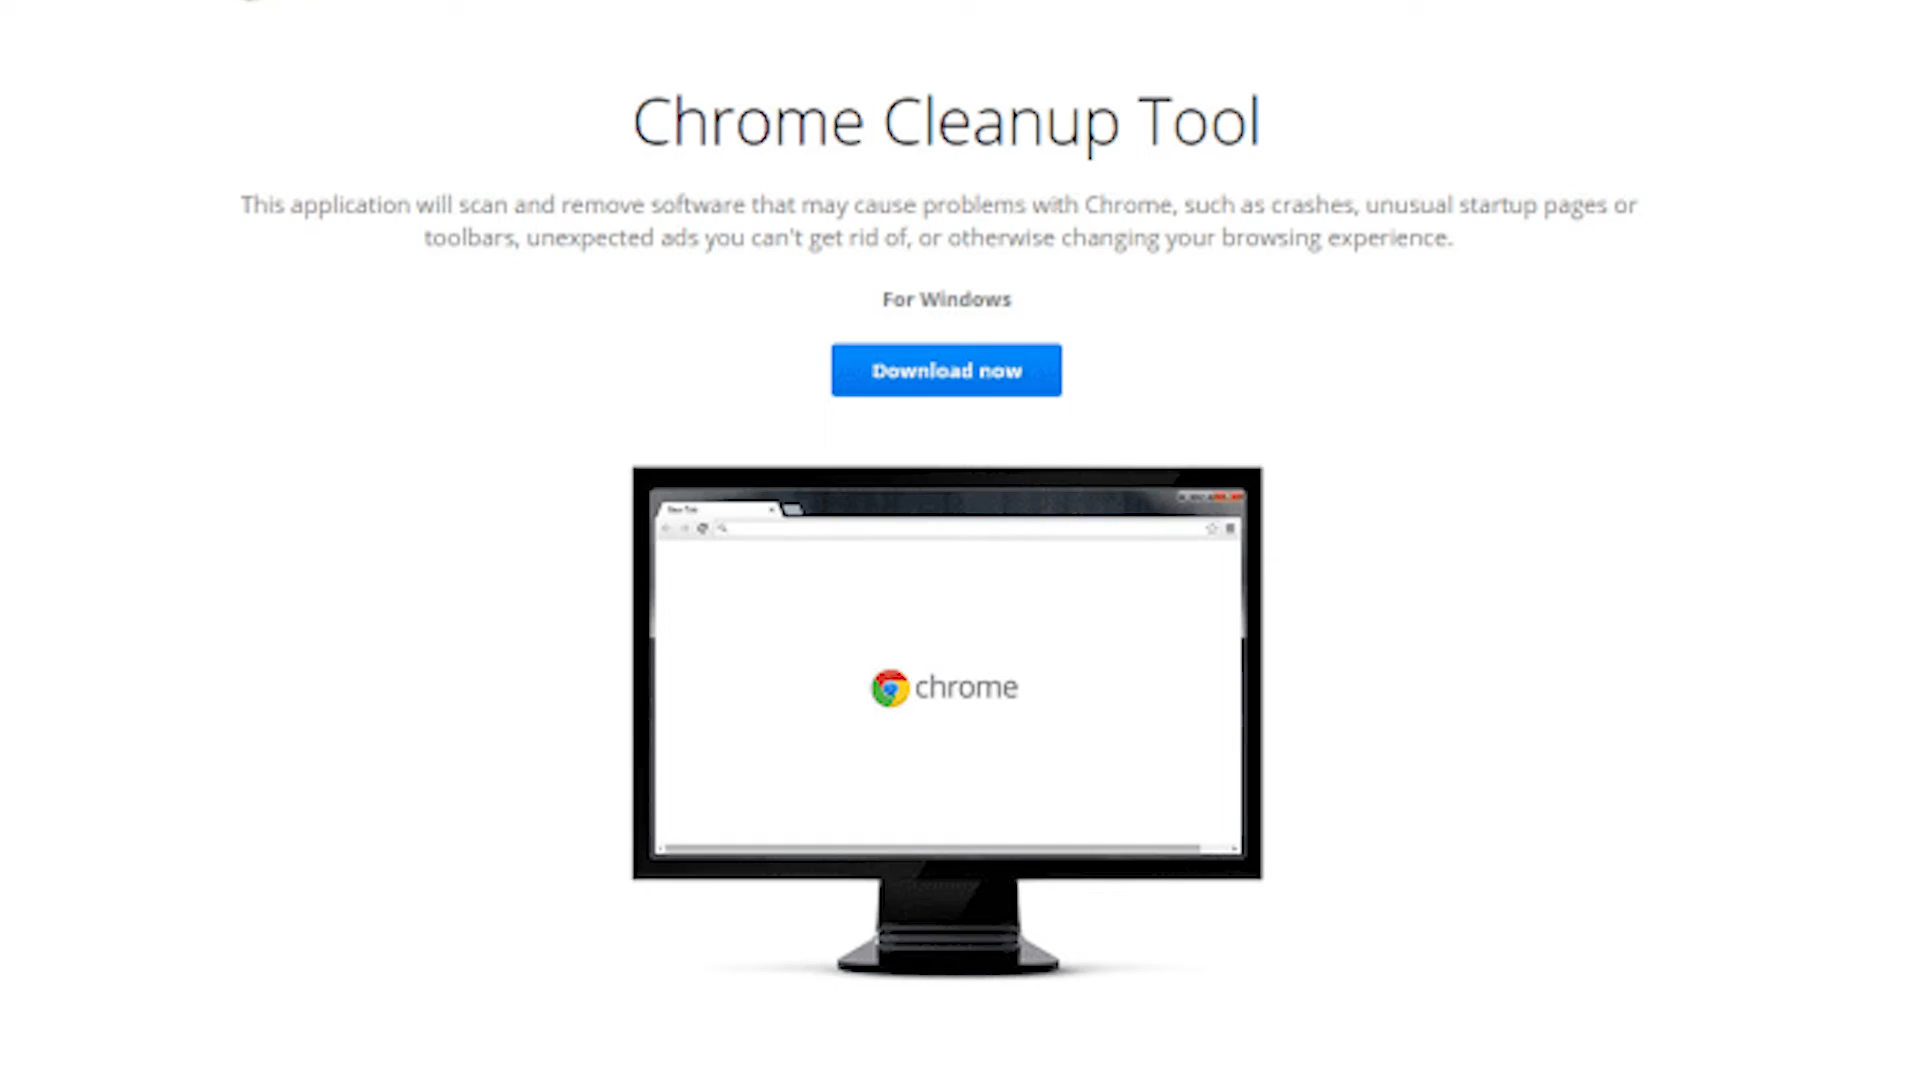 Chrome Cleanup Tool
This application will scan and remove software that may cause problems with Chrome, such as crashes, unusual startup pages or
toolbars, unexpected ads you can't get rid of, or otherwise changing your browsing experience.
For Windows
Download now
New Tab
chrome